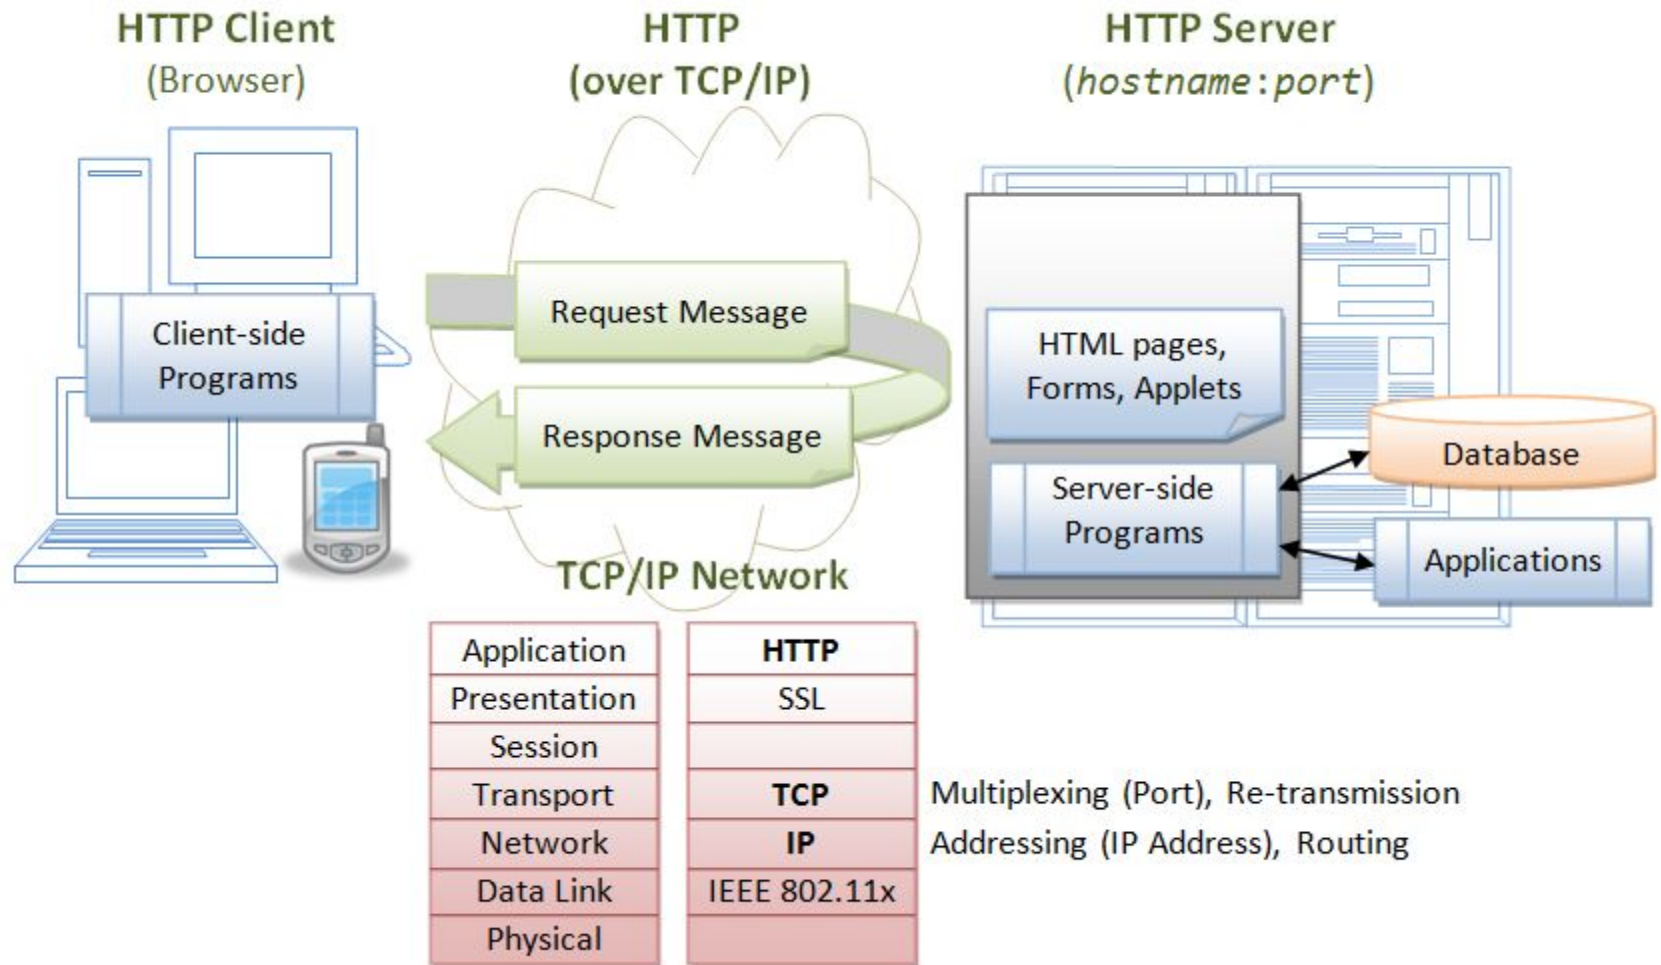 HTTP Client
(Browser)
HTTP
(over TCP/IP)
HTTP Server
(hostname:port)
Client-side
Programs
Request Message
Response Message
HTML pages,
Forms, Applets
Server-side
Programs
Database
Applications
TCP/IP Network
Application HTTP
Presentation SSL
Session
Transport TCP Multiplexing (Port), Re-transmission
Network IP Addressing (IP Address), Routing
Data Link IEEE 802.11x
Physical